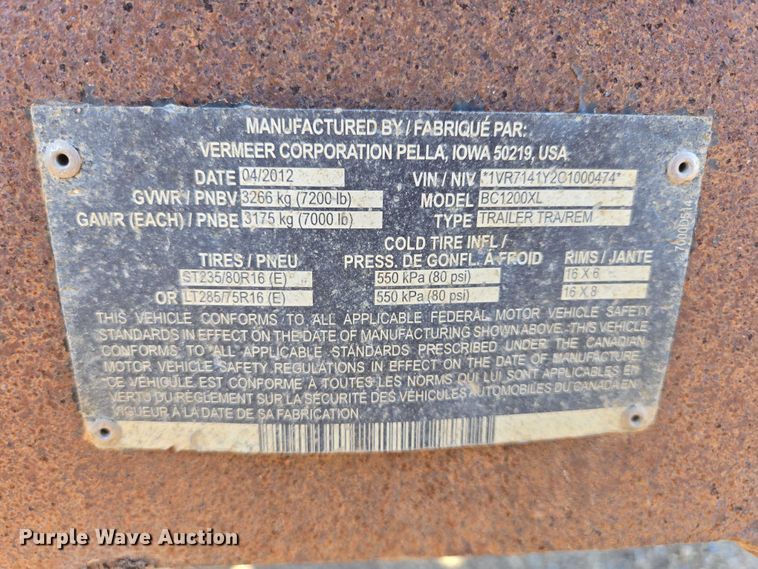 MANUFACTURED BY / FABRIQUÉ PAR:
VERMEER CORPORATION PELLA, IOWA 50219, USA
DATE 04/2012 VIN / NIV *1VR7141Y2C1000474*
GVWR / PNBV 3266 kg (7200 lb) MODEL BC1200XL
GAWR (EACH) / PNBE 3175 kg (7000 lb) TYPE TRAILER TRA/REM
COLD TIRE INFL /
TIRES / PNEU PRESS. DE GONFL. À FROID RIMS / JANTE
ST235/80R16 (E) 550 kPa (80 psi) 16 X 6
OR LT285/75R16 (E) 550 kPa (80 psi) 16 X 8
THIS VEHICLE CONFORMS TO ALL APPLICABLE FEDERAL MOTOR VEHICLE SAFETY
STANDARDS IN EFFECT ON THE DATE OF MANUFACTURING SHOWN ABOVE. THIS VEHICLE
CONFORMS TO ALL APPLICABLE STANDARDS PRESCRIBED UNDER THE CANADIAN
MOTOR VEHICLE SAFETY REGULATIONS IN EFFECT ON THE DATE OF MANUFACTURE.
CE VÉHICULE EST CONFORME À TOUTES LES NORMS QUI LUI SONT APPLICABLES EN
VERTU DU RÈGLEMENT SUR LA SÉCURITÉ DES VÉHICULES AUTOMOBILES DU CANADA EN
VIGUEUR À LA DATE DE SA FABRICATION.
Purple Wave Auction